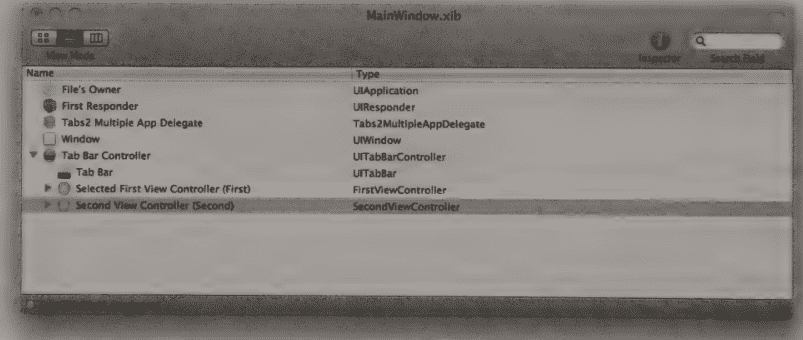 MainWindow.xib
View Mode
Inspector
Search Field
Name Type
File's Owner UIApplication
First Responder UIResponder
Tabs2 Multiple App Delegate Tabs2MultipleAppDelegate
Window UIWindow
Tab Bar Controller UITabBarController
Tab Bar UITabBar
Selected First View Controller (First) FirstViewController
Second View Controller (Second) SecondViewController